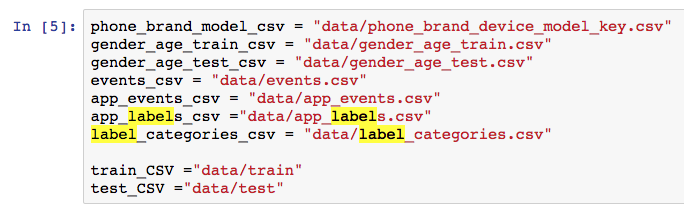 In [5]: phone_brand_model_csv = "data/phone_brand_device_model_key.csv"
gender_age_train_csv = "data/gender_age_train.csv"
gender_age_test_csv = "data/gender_age_test.csv"
events_csv = "data/events.csv"
app_events_csv = "data/app_events.csv"
app_labels_csv ="data/app_labels.csv"
label_categories_csv = "data/label_categories.csv"
train_CSV ="data/train"
test_CSV ="data/test"